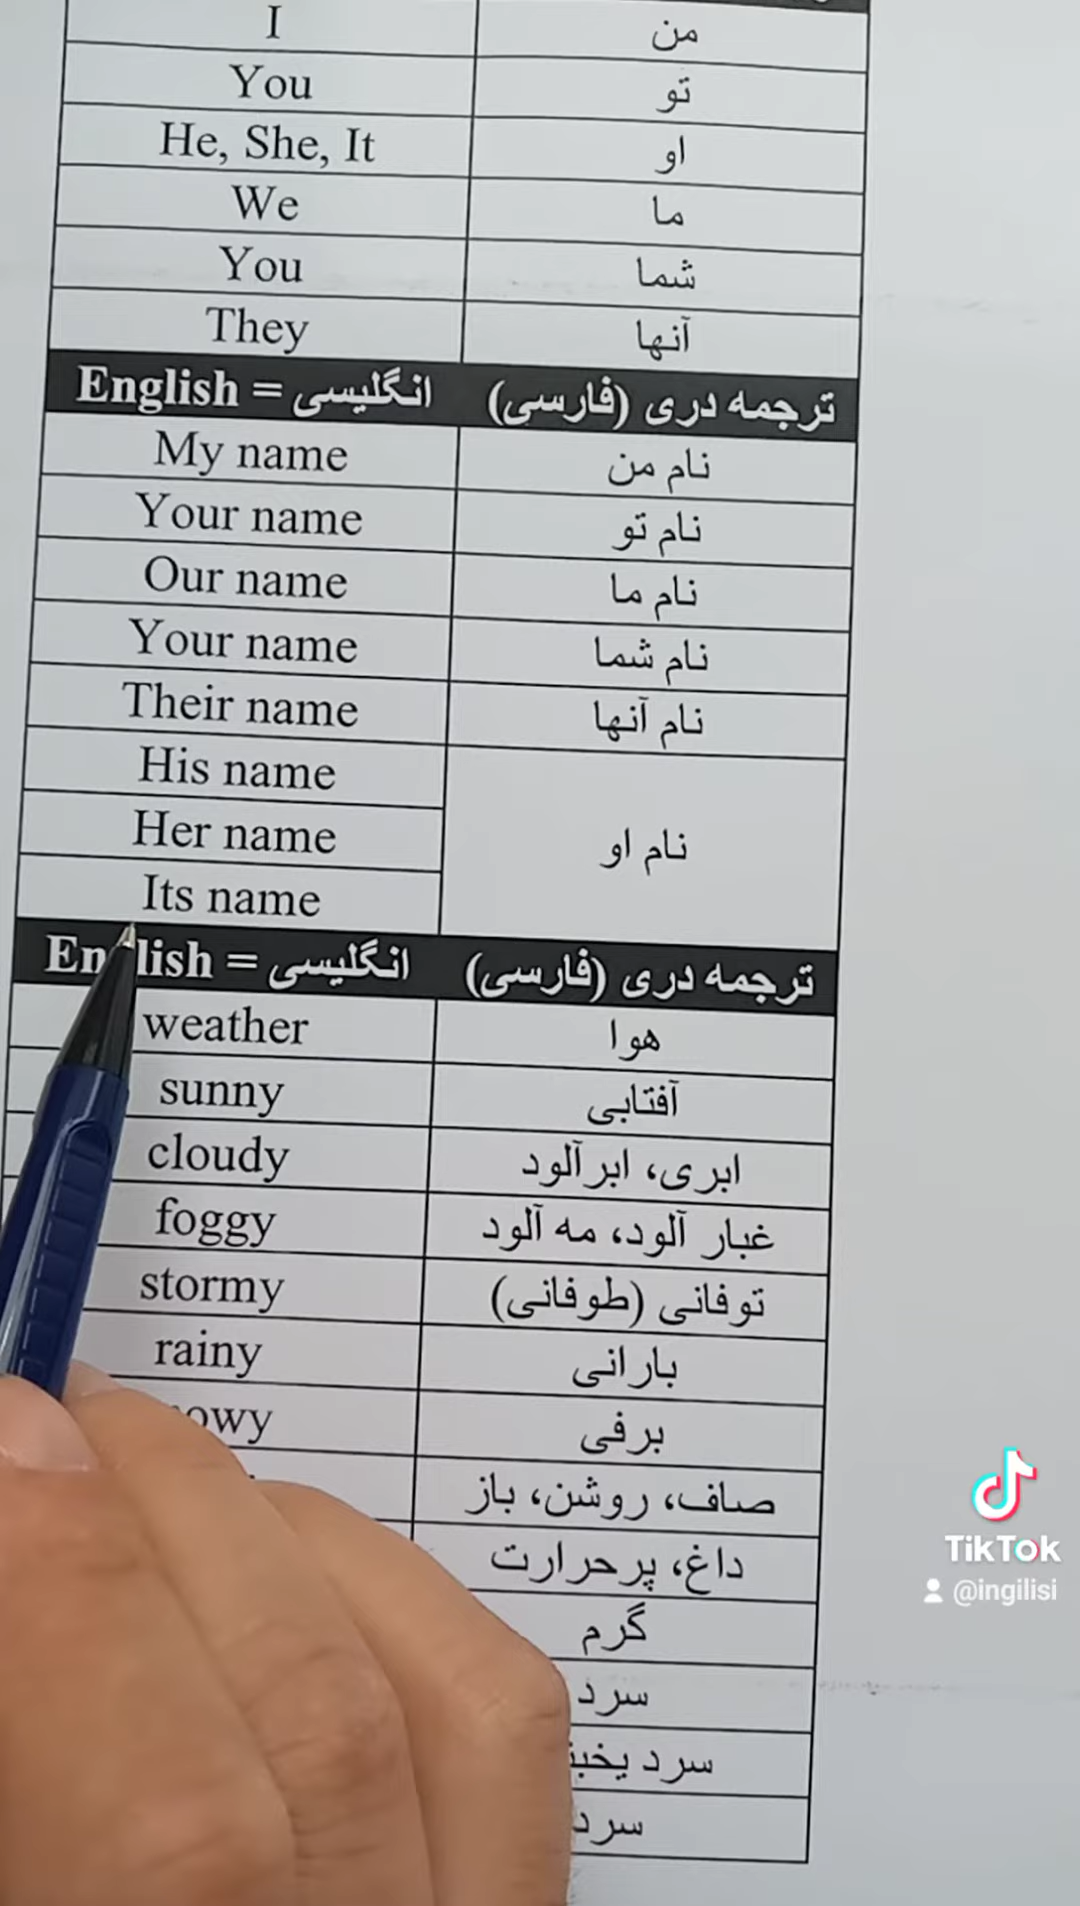 I من
You تو
He, She, It او
We ما
You شما
They آنها
English = انگلیسی ترجمه دری (فارسی)
My name نام من
Your name نام تو
Our name نام ما
Your name نام شما
Their name نام آنها
His name
Her name نام او
Its name
انگلیسی = ترجمه دری (فارسی)
weather هوا
sunny آفتابی
cloudy ابری، ابرآلود
foggy غبار آلود، مه آلود
stormy توفانی (طوفانی)
rainy بارانی
برفی
صاف، روشن، باز
داغ، پرحرارت
گرم
سرد
سرد
سرد
TikTok
@ingilisi